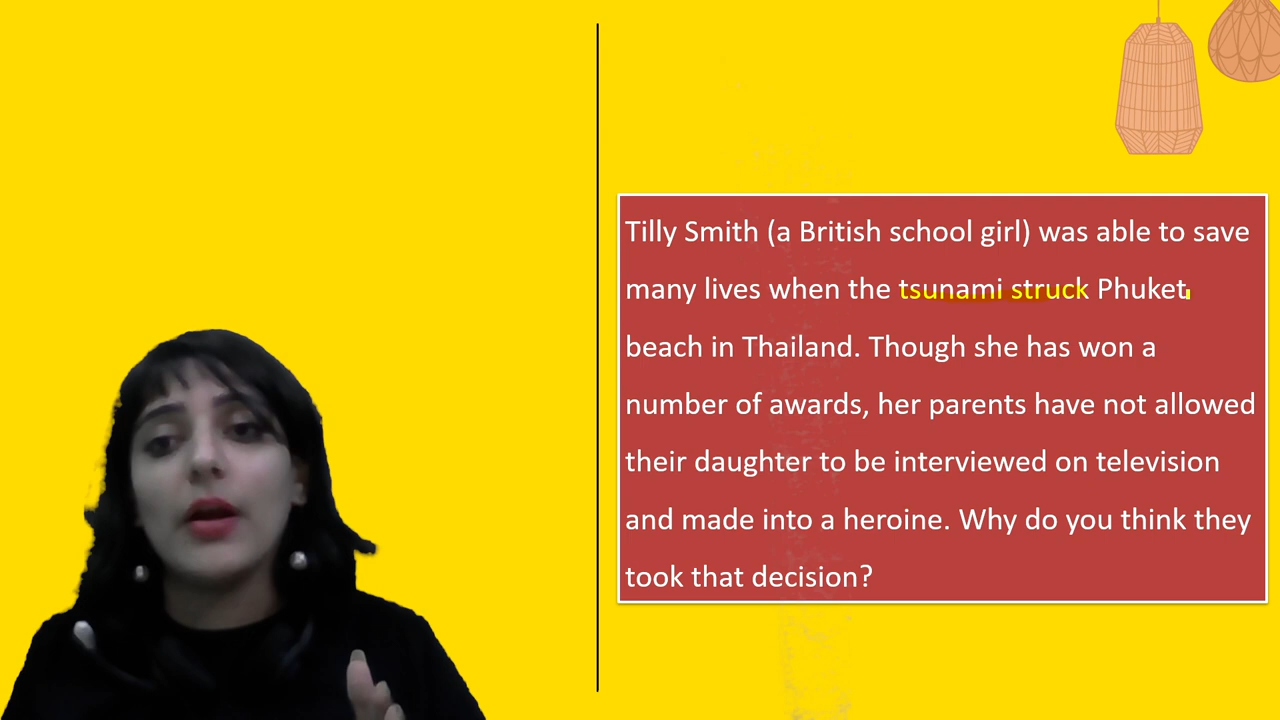 Tilly Smith (a British school girl) was able to save
many lives when the tsunami struck Phuket
beach in Thailand. Though she has won a
number of awards, her parents have not allowed
their daughter to be interviewed on television
and made into a heroine. Why do you think they
took that decision?